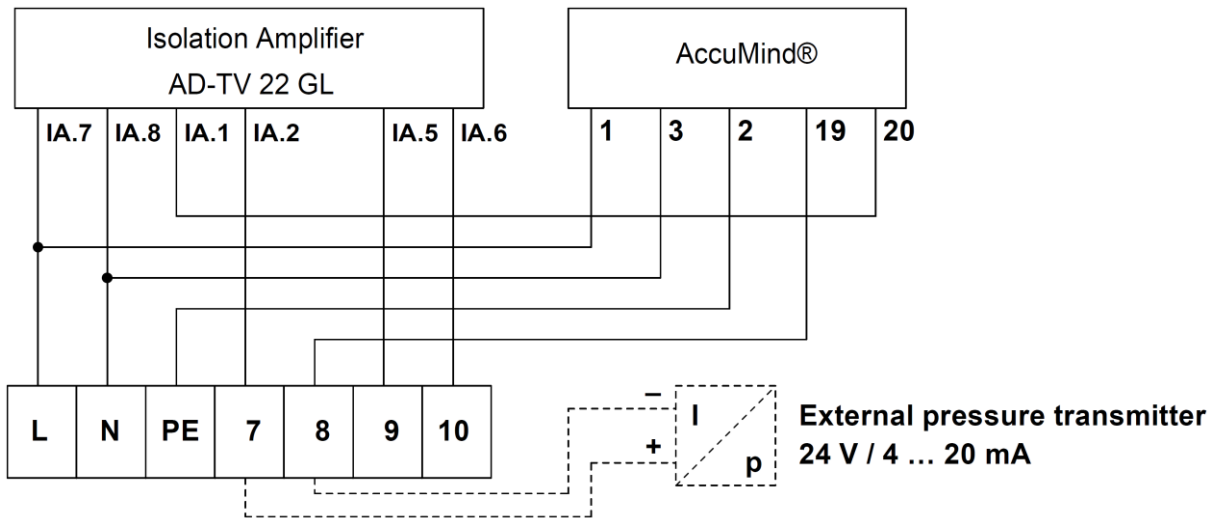 Isolation Amplifier
AD-TV 22 GL
AccuMind®
IA.7 IA.8 IA.1 IA.2 IA.5 IA.6 1 3 2 19 20
L N PE 7 8 9 10
– I
+ p
External pressure transmitter
24 V / 4 … 20 mA